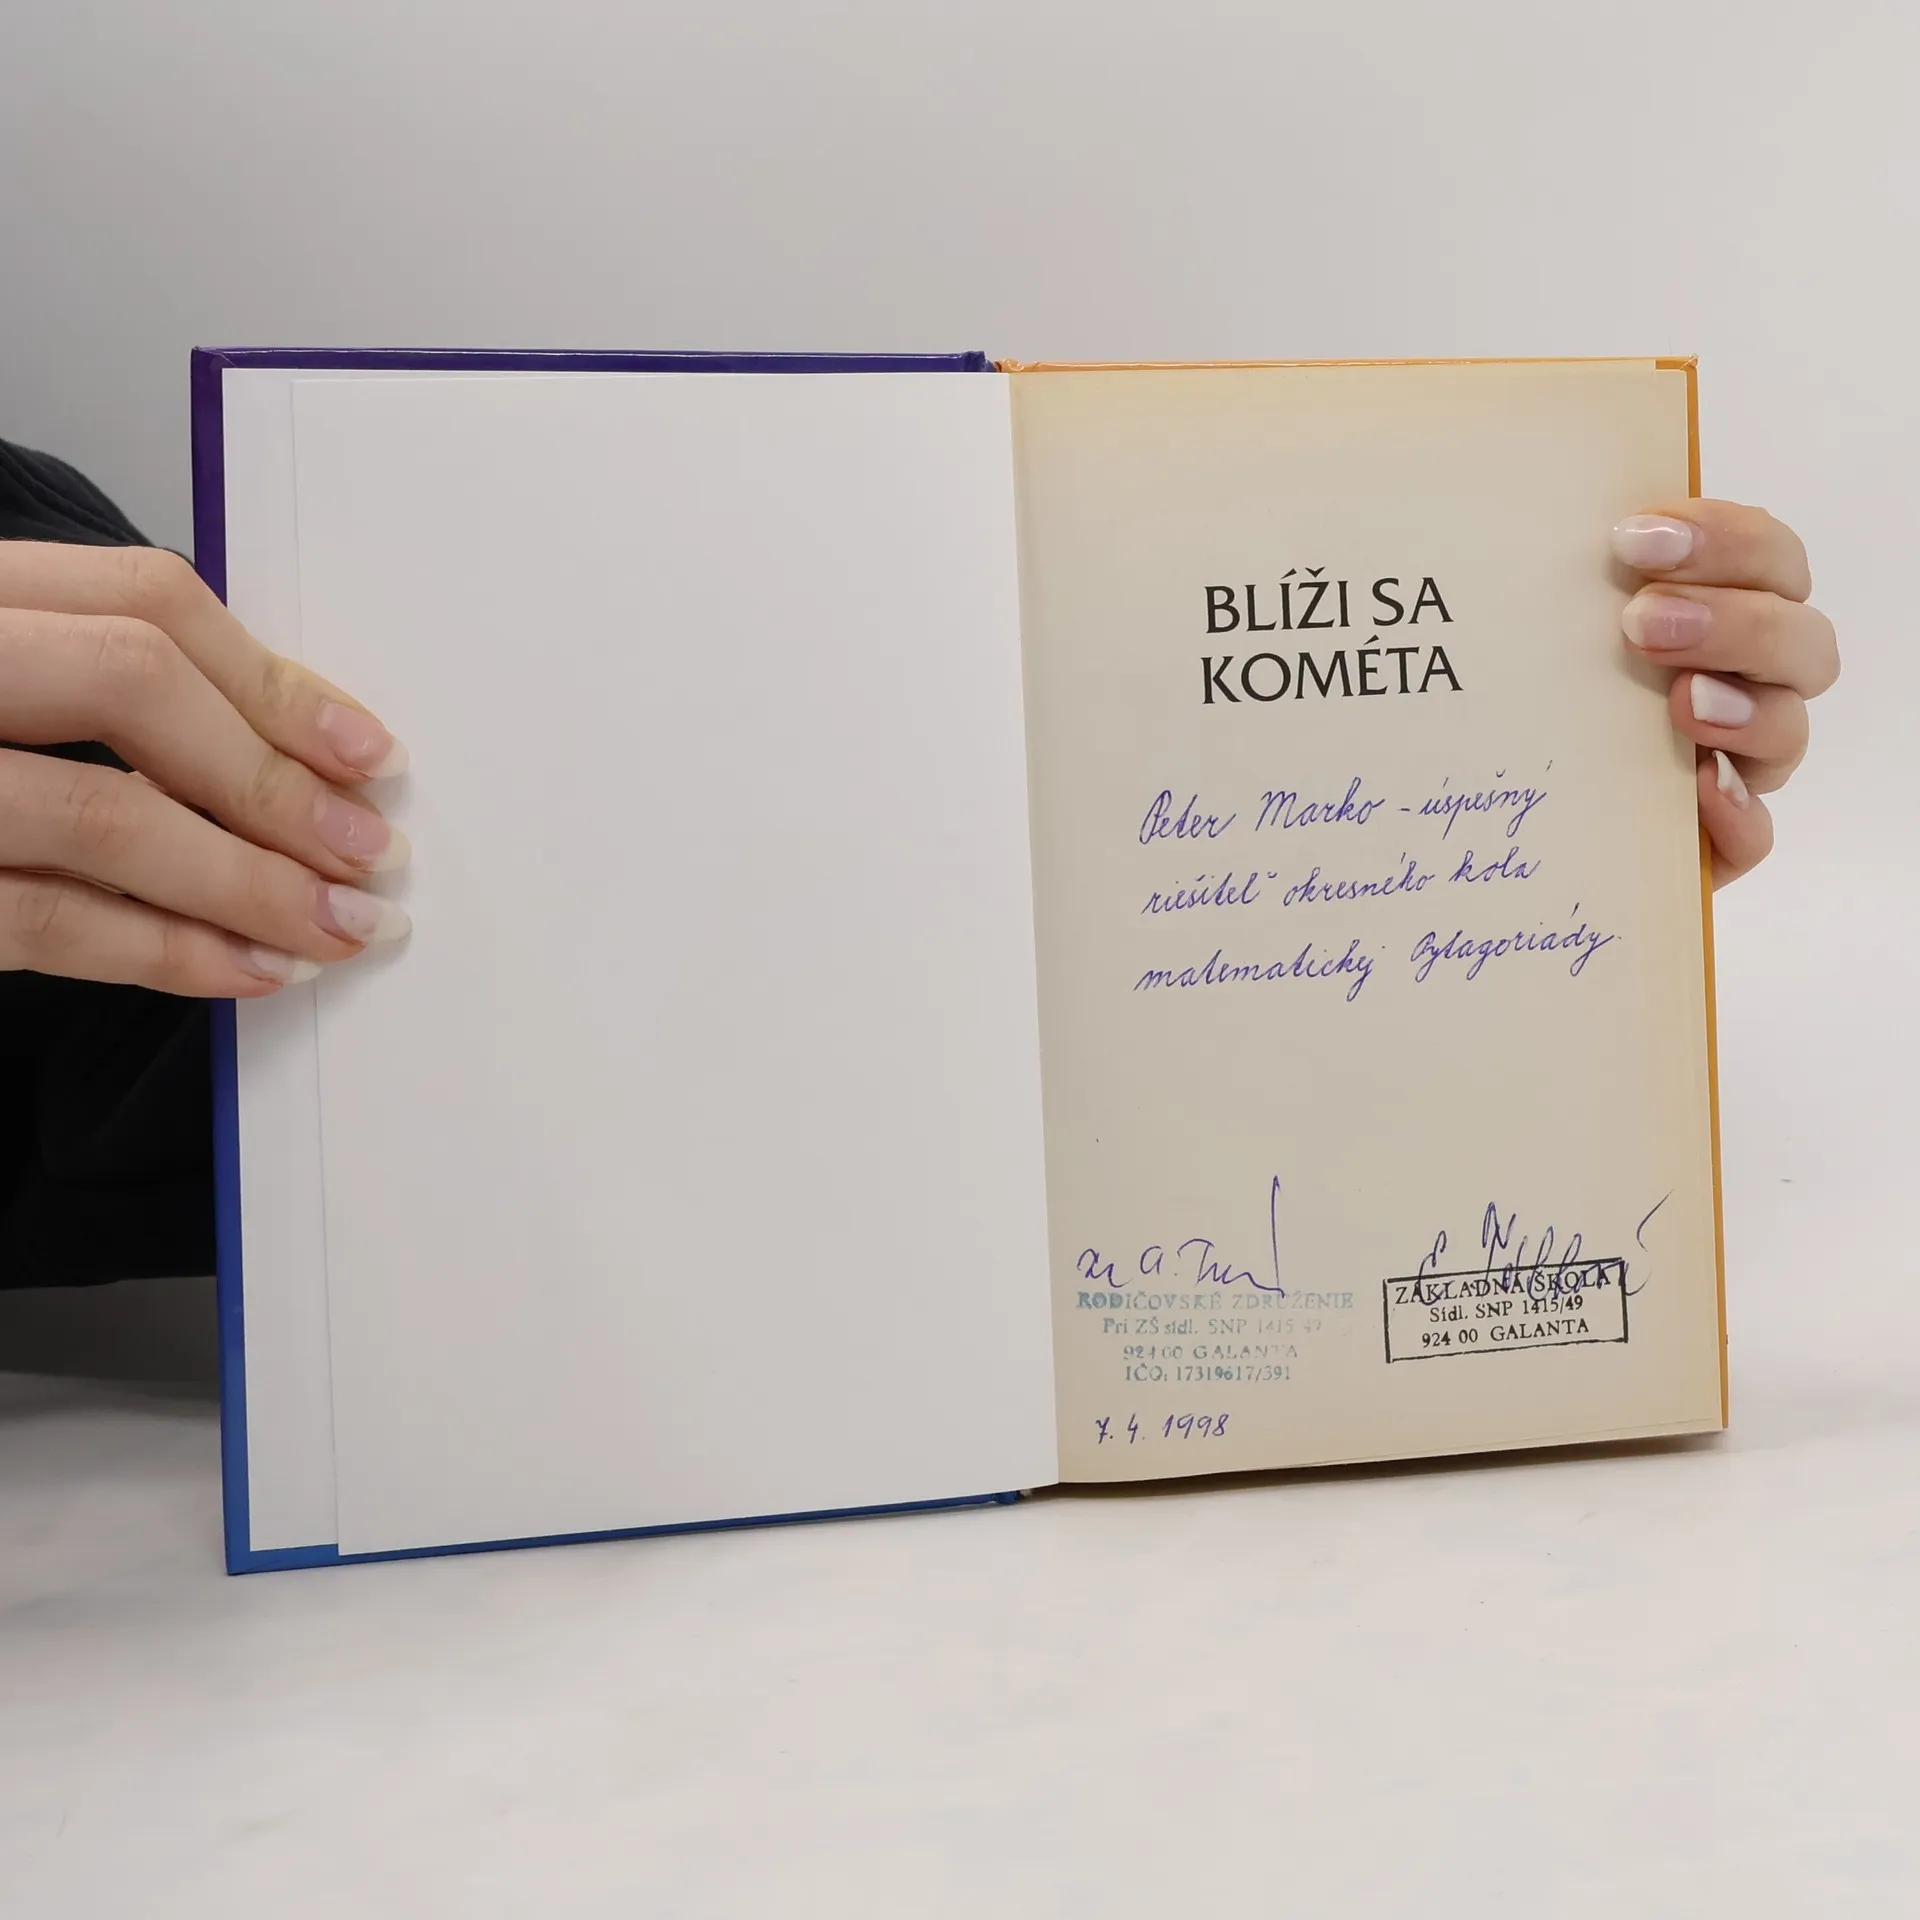 BLÍŽI SA
KOMÉTA
Peter Marko - úspešný
riešiteľ okresného kola
matematickej Pytagoriády.
A.
RODIČOVSKÉ ZDRUŽENIE
Pri ZŠ sídl. SNP 1415/49
924 00 GALANTA
IČO: 17319617/391
ZÁKLADNÁ ŠKOLA
Sídl. SNP 1415/49
924 00 GALANTA
7. 4. 1998